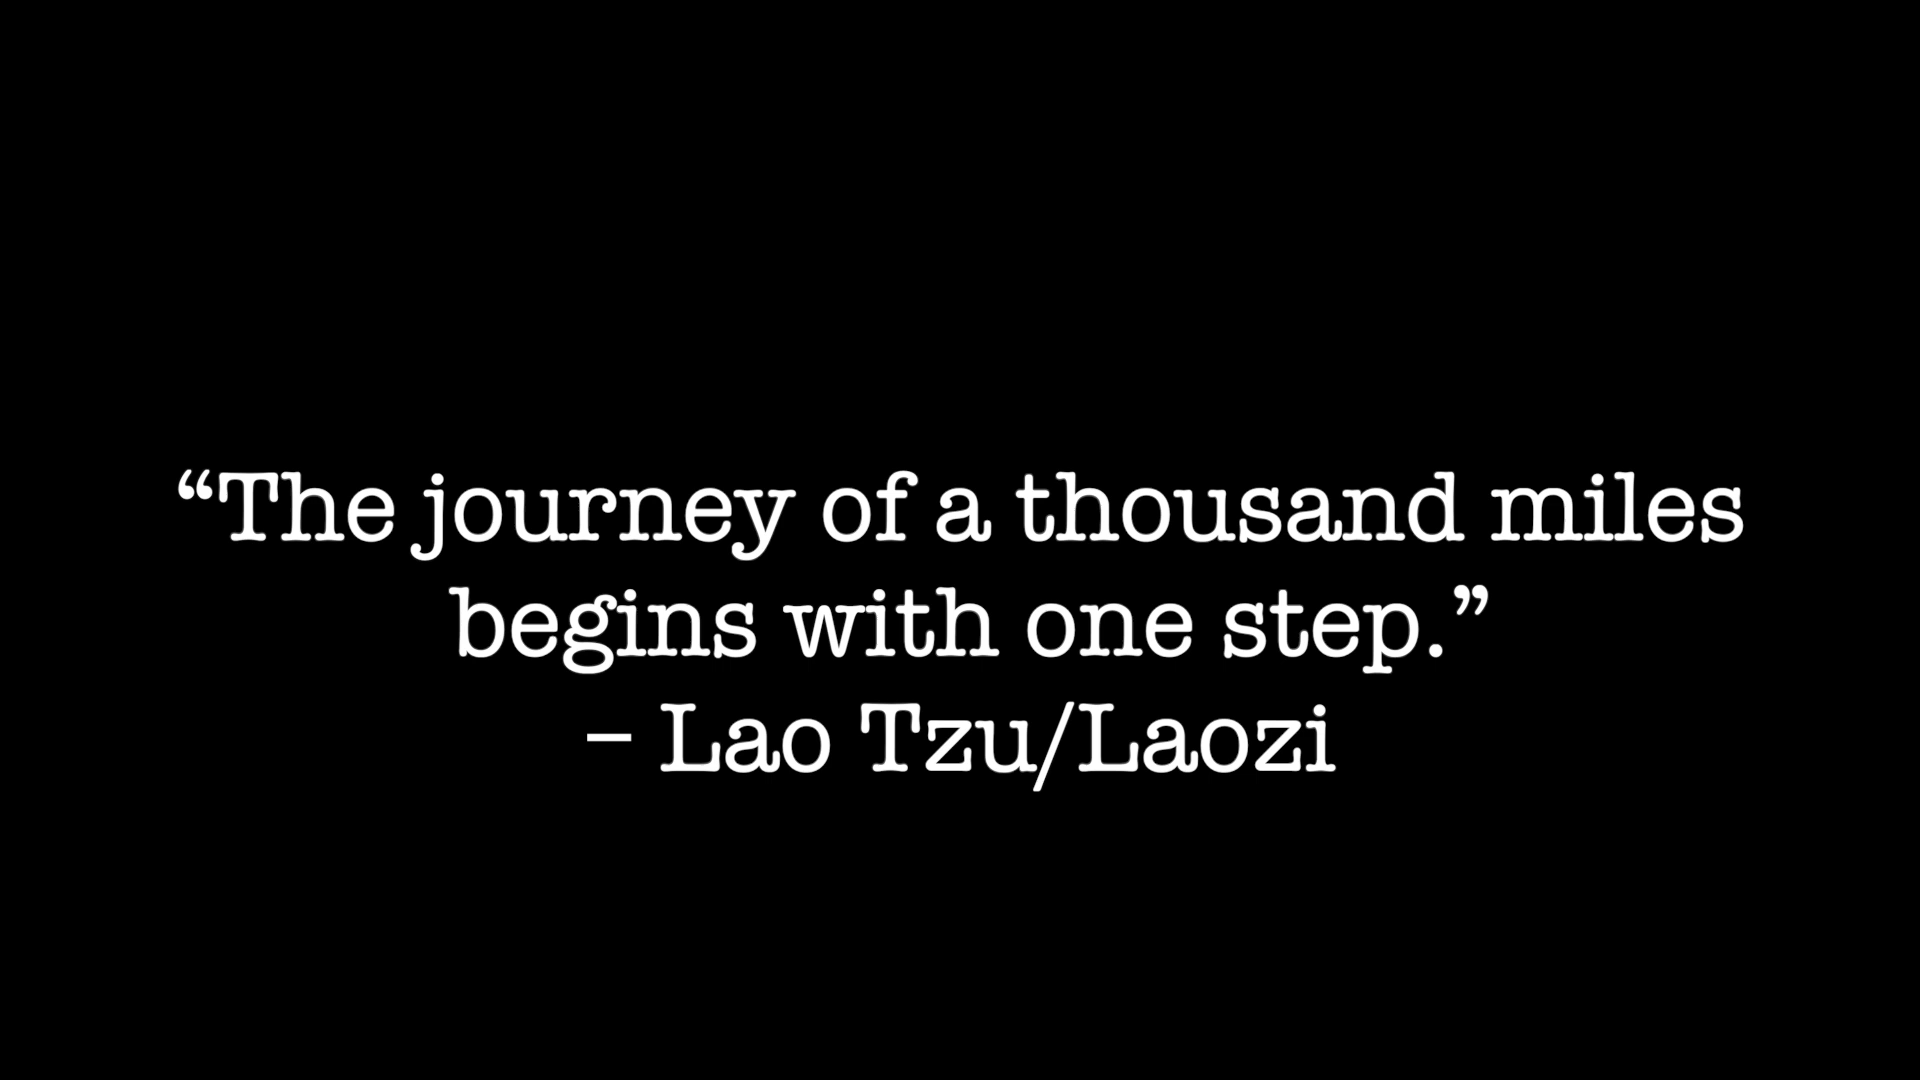 “The journey of a thousand miles
begins with one step.”
– Lao Tzu/Laozi